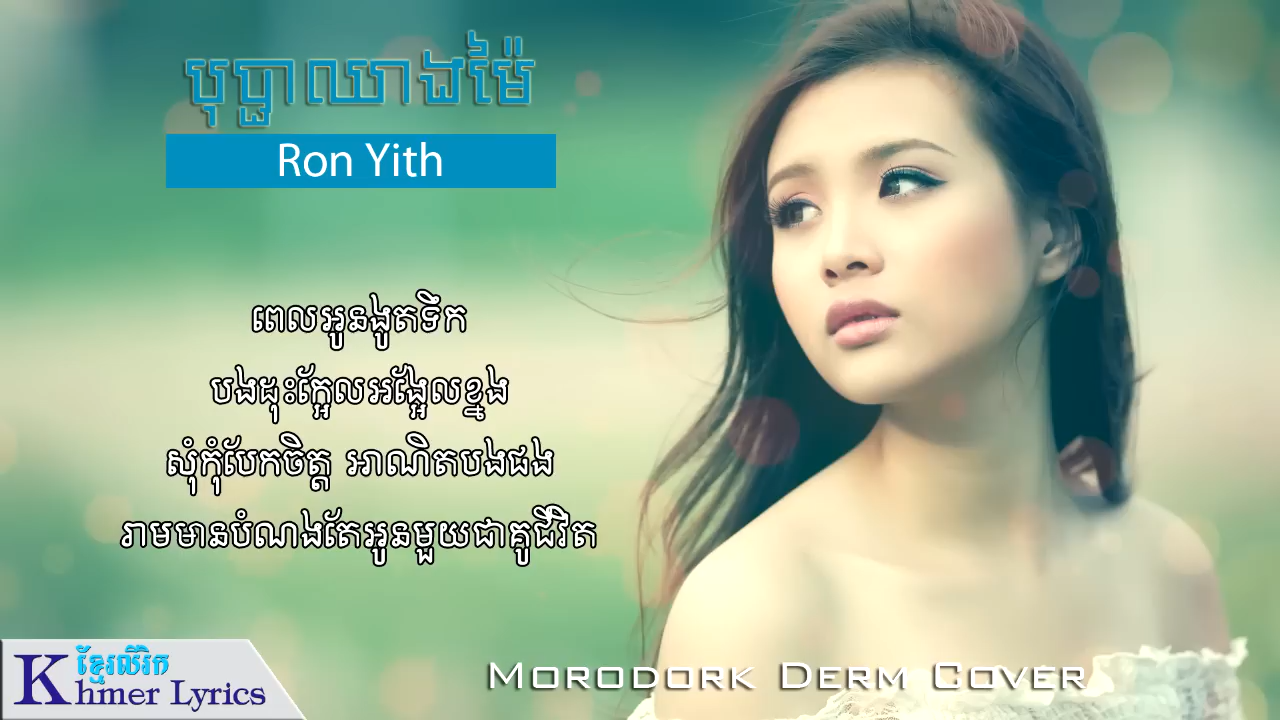 បុប្ផាឈាងម៉ៃ
Ron Yith
ពេលអូនងូតទឹក
បងដុះក្អែលអង្អែលខ្នង
សុំកុំបែកចិត្ត អាណិតបងផង
រាមមានបំណងតែអូនមួយជាគូជីវិត
ខ្មែរលីរិក
Khmer Lyrics
Morodork Derm Cover